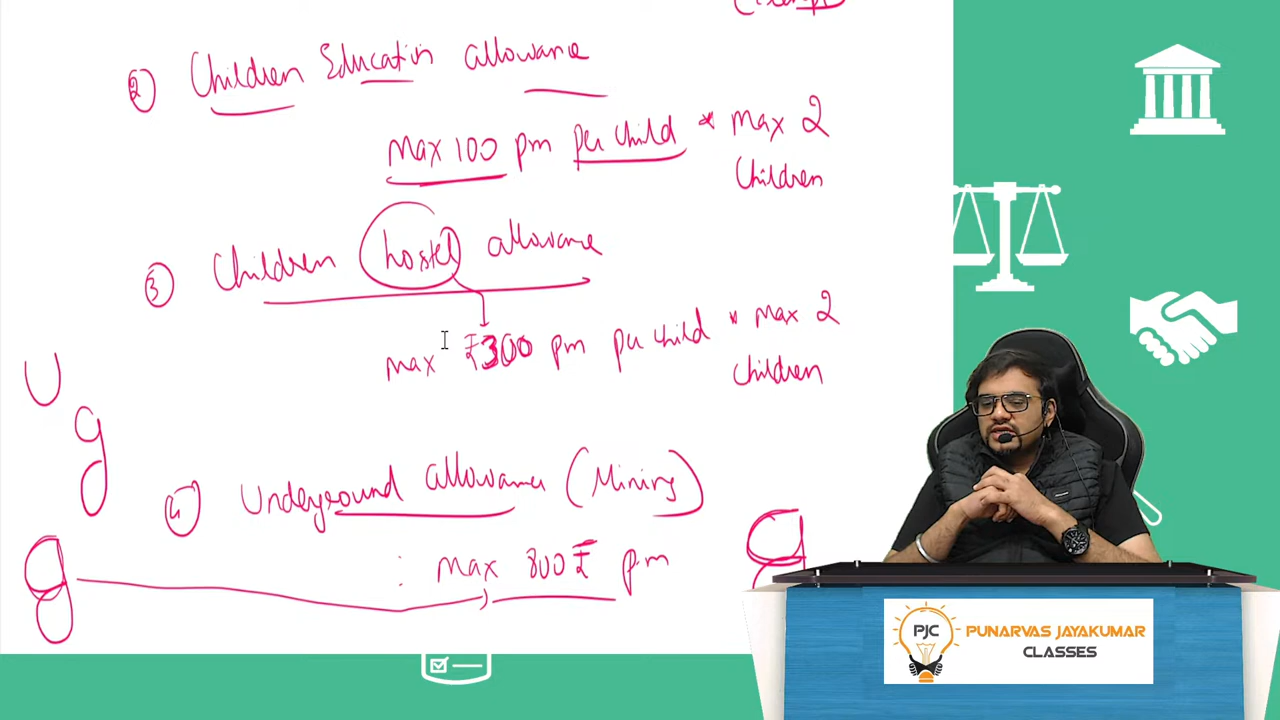 ② Children Education allowance
max 100 pm per child * max 2
Children
③ Children hostel allowance
max ₹300 pm per child * max 2
children
U
g
④ Underground allowance (Mining)
: max 800₹ pm
g
g
PJC PUNARVAS JAYAKUMAR
CLASSES